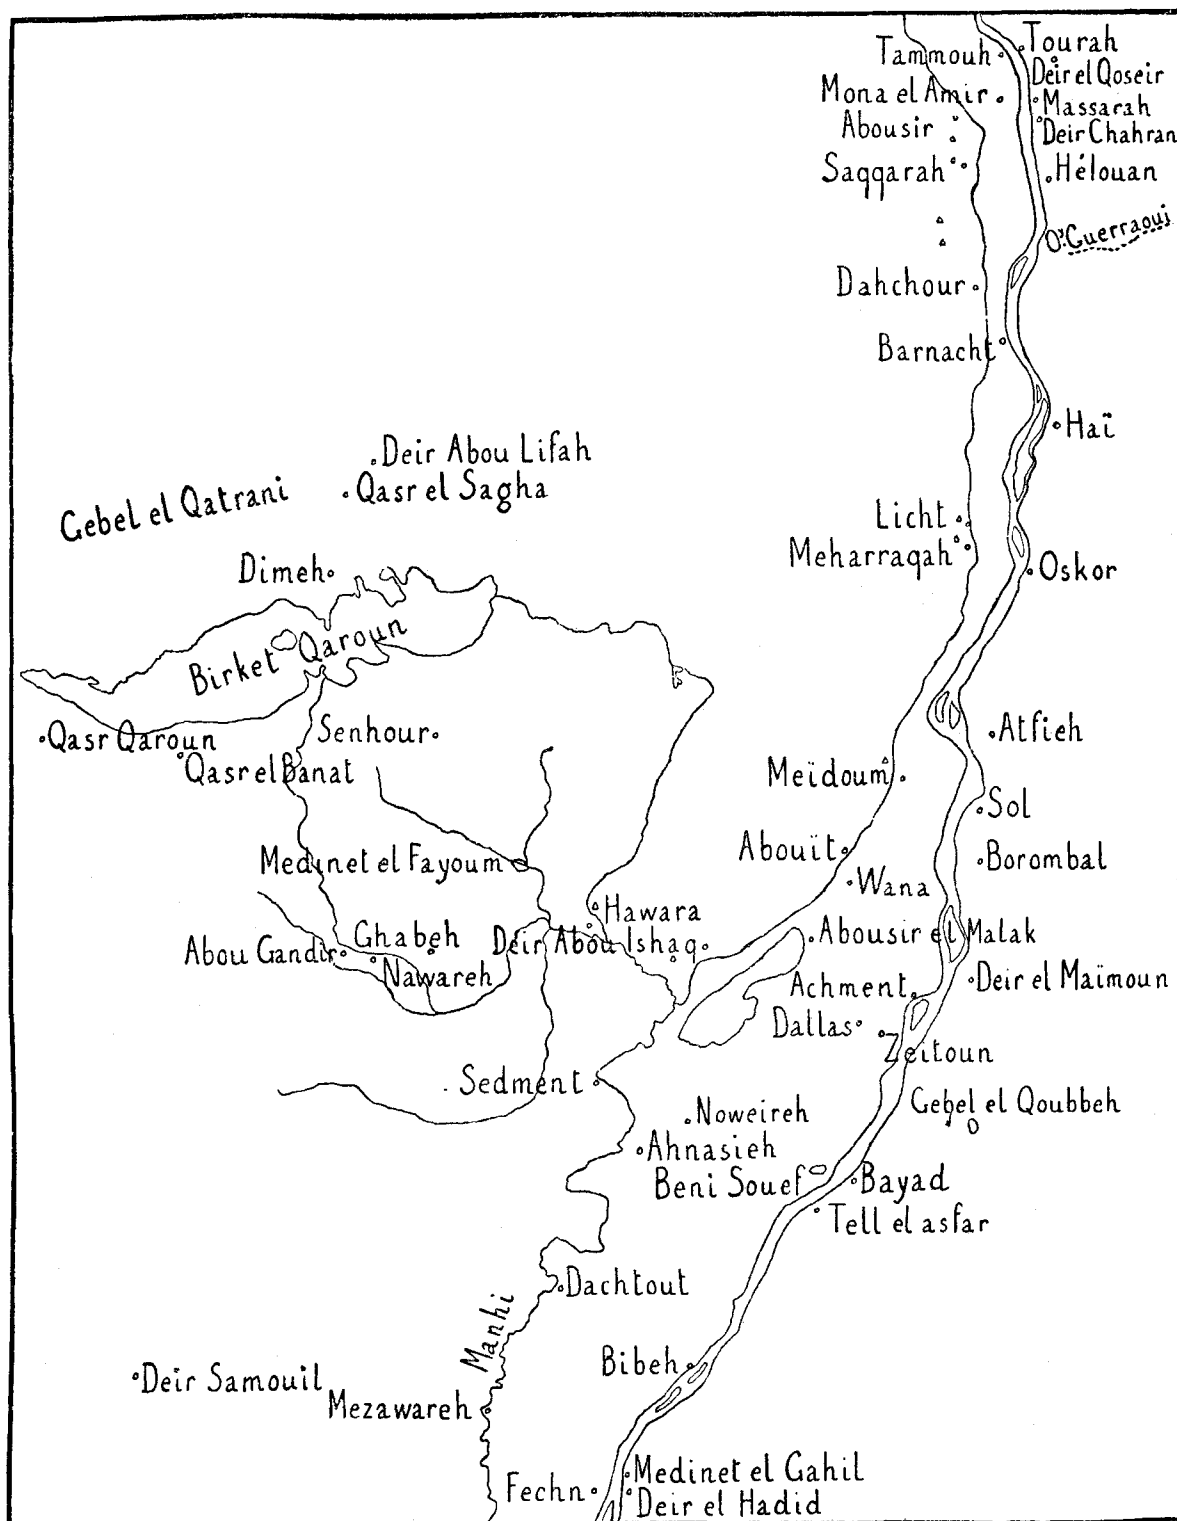 Tammouh
Tourah
Deir el Qoseir
Mona el Amir
Massarah
Abousir
Deir Chahran
Saqqarah
Hélouan
O. Guerraoui
Dahchour
Barnacht
Haï
Deir Abou Lifah
Gebel el Qatrani
Qasr el Sagha
Licht
Meharraqah
Dimeh
Oskor
Birket Qaroun
Qasr Qaroun
Senhour
Atfieh
Qasr el Banat
Meïdoum
Sol
Abouït
Borombal
Medinet el Fayoum
Wana
Hawara
Abou Gandir
Ghabeh
Deir Abou Ishaq
Abousir el Malak
Nawareh
Achment
Deir el Maïmoun
Dallas
Zeitoun
Sedment
Gebel el Qoubbeh
Noweireh
Ahnasieh
Beni Souef
Bayad
Tell el asfar
Dachtout
Manhi
Bibeh
Deir Samouil
Mezawareh
Medinet el Gahil
Fechn
Deir el Hadid